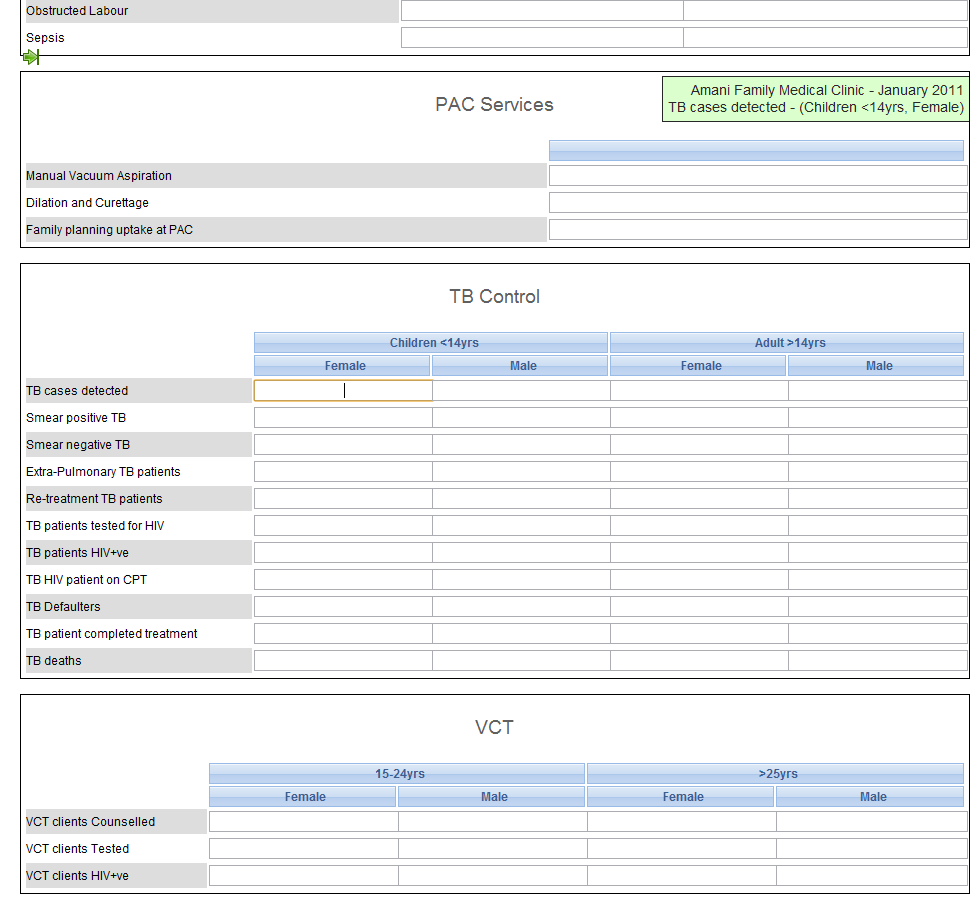 Obstructed Labour
Sepsis
PAC Services
Amani Family Medical Clinic - January 2011
TB cases detected - (Children <14yrs, Female)
Manual Vacuum Aspiration
Dilation and Curettage
Family planning uptake at PAC
TB Control
Children <14yrs Adult >14yrs
Female Male Female Male
TB cases detected
Smear positive TB
Smear negative TB
Extra-Pulmonary TB patients
Re-treatment TB patients
TB patients tested for HIV
TB patients HIV+ve
TB HIV patient on CPT
TB Defaulters
TB patient completed treatment
TB deaths
VCT
15-24yrs >25yrs
Female Male Female Male
VCT clients Counselled
VCT clients Tested
VCT clients HIV+ve